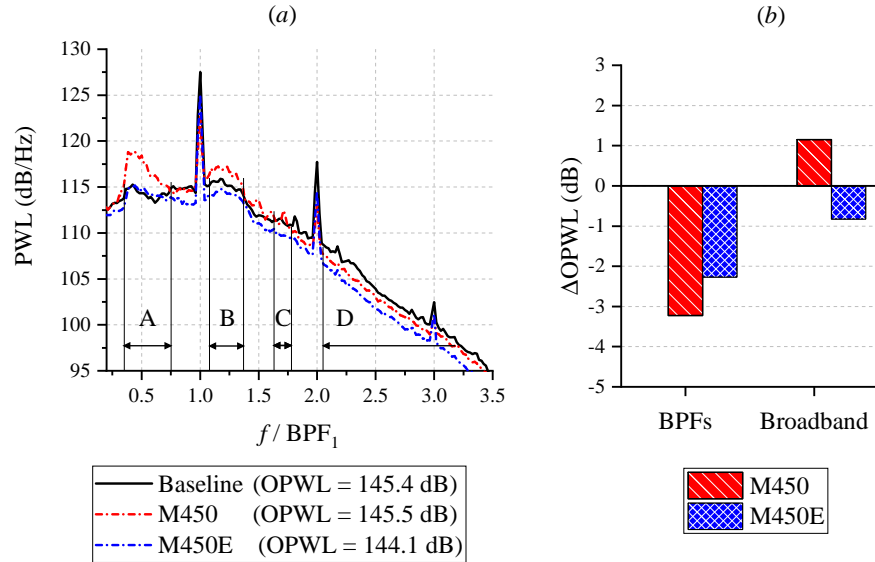 (a)
130
125
120
115
110
105
100
95
PWL (dB/Hz)
A
B
C
D
0.5
1.0
1.5
2.0
2.5
3.0
3.5
f / BPF1
Baseline (OPWL = 145.4 dB)
M450 (OPWL = 145.5 dB)
M450E (OPWL = 144.1 dB)
(b)
3
2
1
0
-1
-2
-3
-4
-5
ΔOPWL (dB)
BPFs
Broadband
M450
M450E